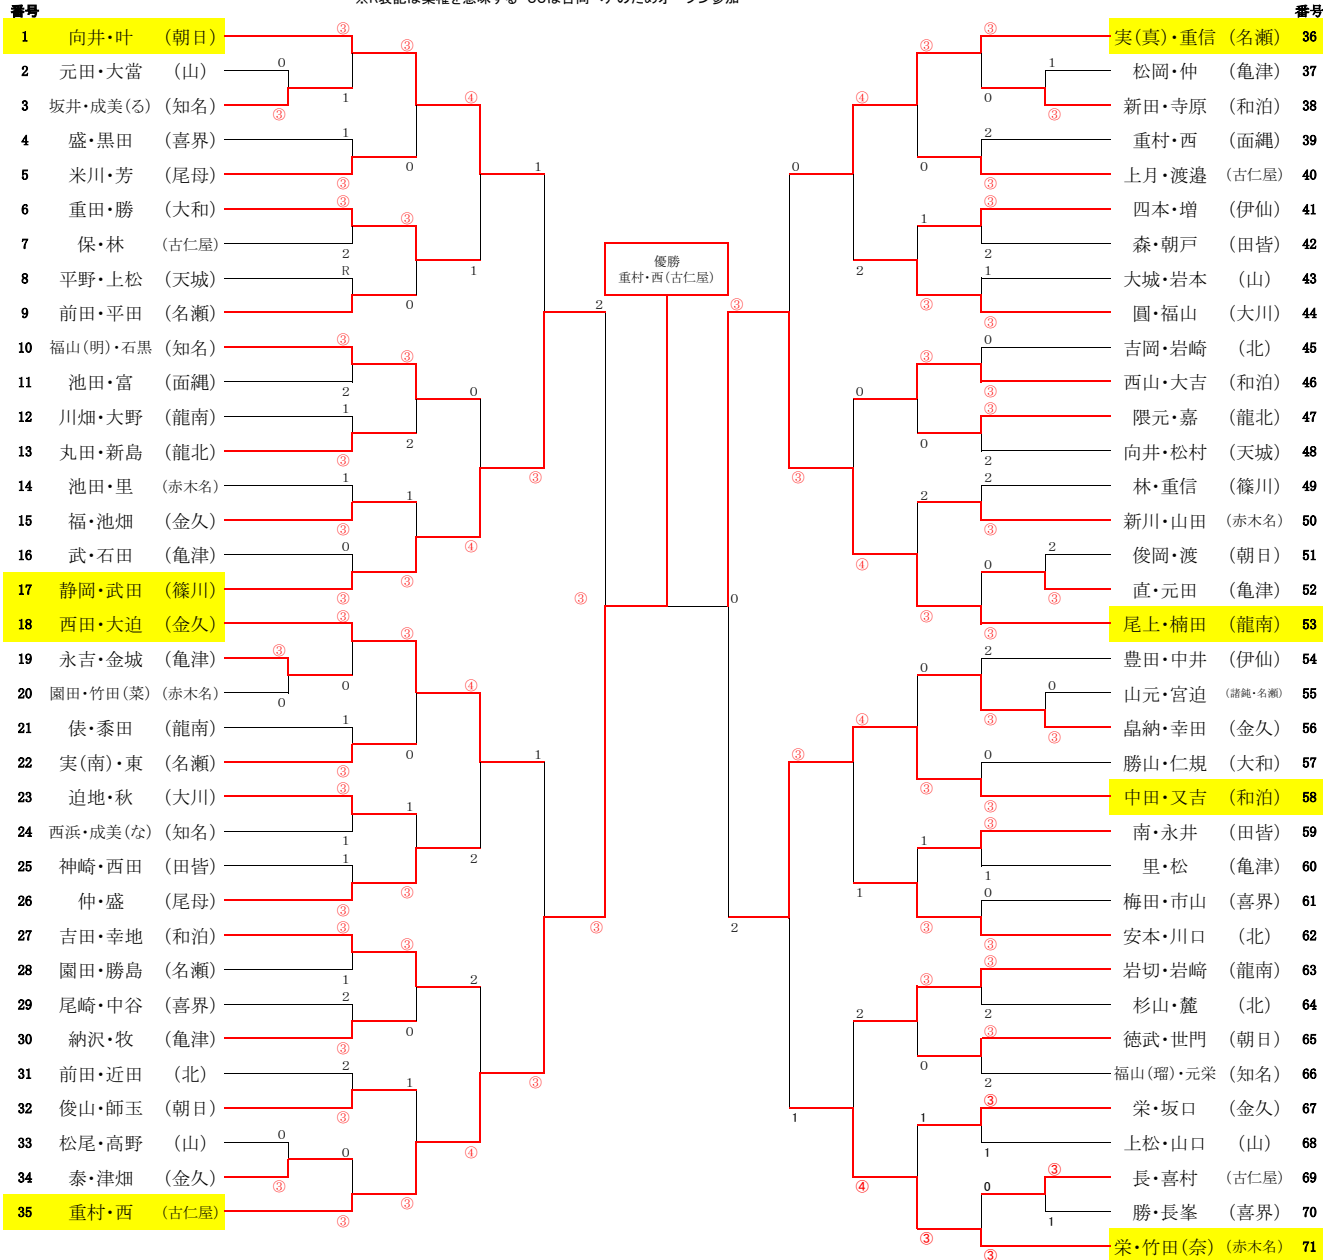 番号
1 向井・叶 (朝日)
2 元田・大當 (山)
3 坂井・成美(る) (知名)
4 盛・黒田 (喜界)
5 米川・芳 (尾母)
6 重田・勝 (大和)
7 保・林 (古仁屋)
8 平野・上松 (天城)
9 前田・平田 (名瀬)
10 福山(明)・石黒 (知名)
11 池田・富 (面縄)
12 川畑・大野 (龍南)
13 丸田・新島 (龍北)
14 池田・里 (赤木名)
15 福・池畑 (金久)
16 武・石田 (亀津)
17 静岡・武田 (篠川)
18 西田・大迫 (金久)
19 永吉・金城 (亀津)
20 園田・竹田(菜) (赤木名)
21 俵・黍田 (龍南)
22 実(南)・東 (名瀬)
23 迫地・秋 (大川)
24 西浜・成美(な) (知名)
25 神崎・西田 (田皆)
26 仲・盛 (尾母)
27 吉田・幸地 (和泊)
28 園田・勝島 (名瀬)
29 尾崎・中谷 (喜界)
30 納沢・牧 (亀津)
31 前田・近田 (北)
32 俊山・師玉 (朝日)
33 松尾・高野 (山)
34 泰・津畑 (金久)
35 重村・西 (古仁屋)
優勝
重村・西(古仁屋)
番号
実(真)・重信 (名瀬) 36
松岡・仲 (亀津) 37
新田・寺原 (和泊) 38
重村・西 (面縄) 39
上月・渡邉 (古仁屋) 40
四本・増 (伊仙) 41
森・朝戸 (田皆) 42
大城・岩本 (山) 43
圓・福山 (大川) 44
吉岡・岩崎 (北) 45
西山・大吉 (和泊) 46
隈元・嘉 (龍北) 47
向井・松村 (天城) 48
林・重信 (篠川) 49
新川・山田 (赤木名) 50
俊岡・渡 (朝日) 51
直・元田 (亀津) 52
尾上・楠田 (龍南) 53
豊田・中井 (伊仙) 54
山元・宮迫 (諸鈍・名瀬) 55
畠納・幸田 (金久) 56
勝山・仁規 (大和) 57
中田・又吉 (和泊) 58
南・永井 (田皆) 59
里・松 (亀津) 60
梅田・市山 (喜界) 61
安本・川口 (北) 62
岩切・岩﨑 (龍南) 63
杉山・麓 (北) 64
徳武・世門 (朝日) 65
福山(瑠)・元栄 (知名) 66
栄・坂口 (金久) 67
上松・山口 (山) 68
長・喜村 (古仁屋) 69
勝・長峯 (喜界) 70
栄・竹田(奈) (赤木名) 71